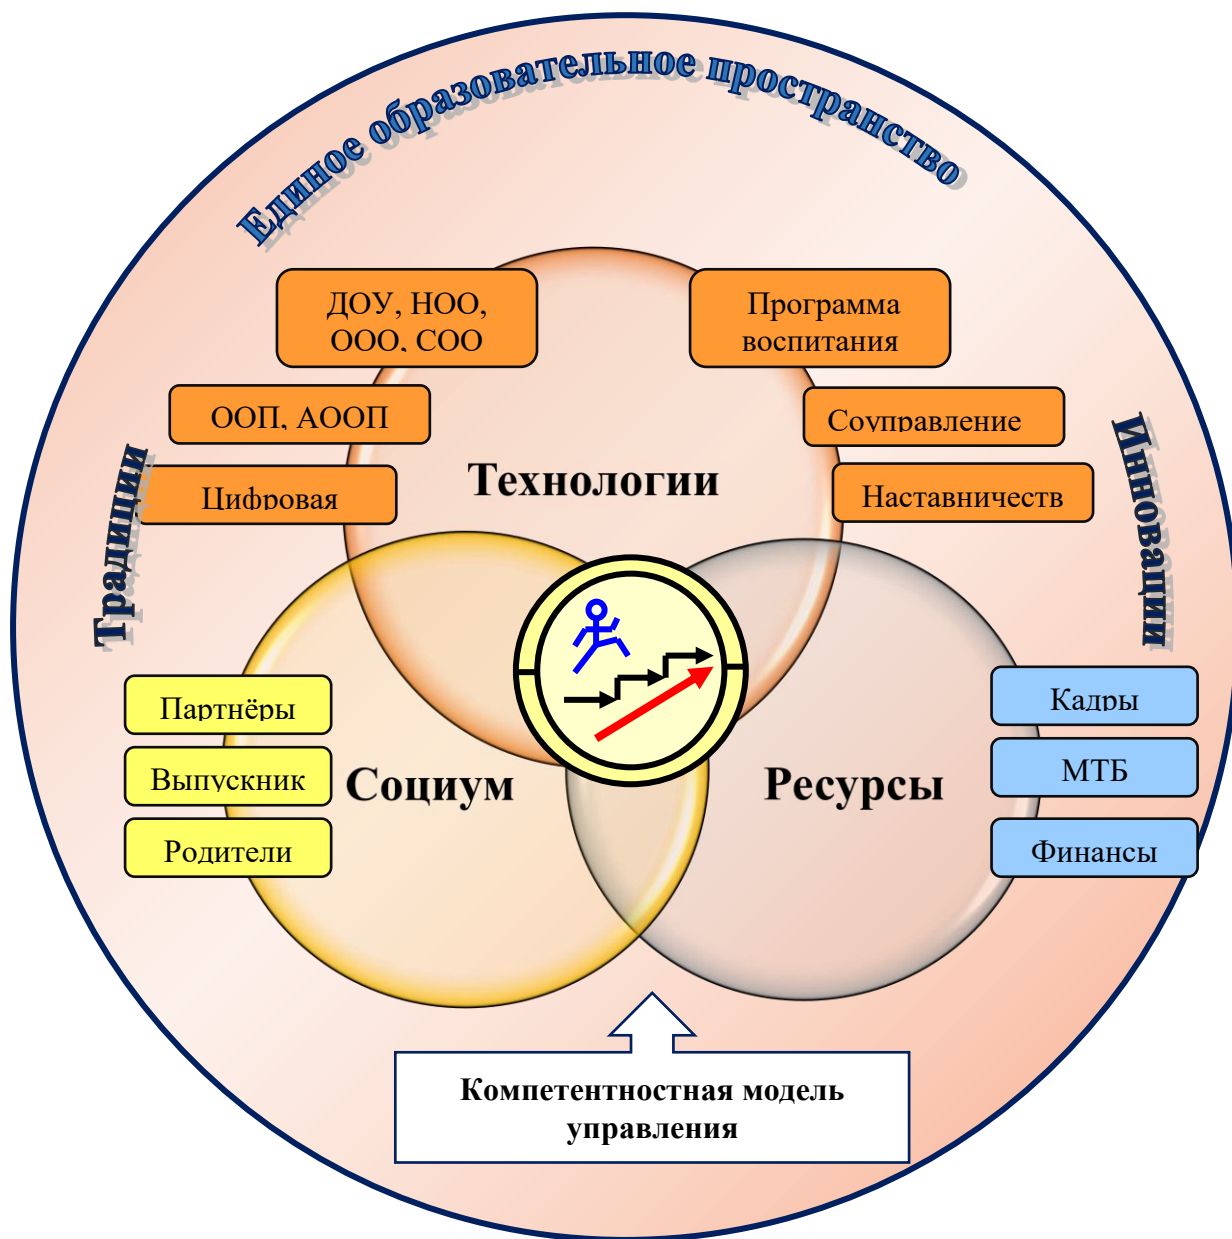 Единое образовательное пространство
ДОУ, НОО,
ООО, СОО
Программа
воспитания
ООП, АООП
Соуправление
Традиции
Инновации
Технологии
Цифровая
Наставничеств
Партнёры
Кадры
Выпускник
Социум
Ресурсы
МТБ
Родители
Финансы
Компетентностная модель
управления